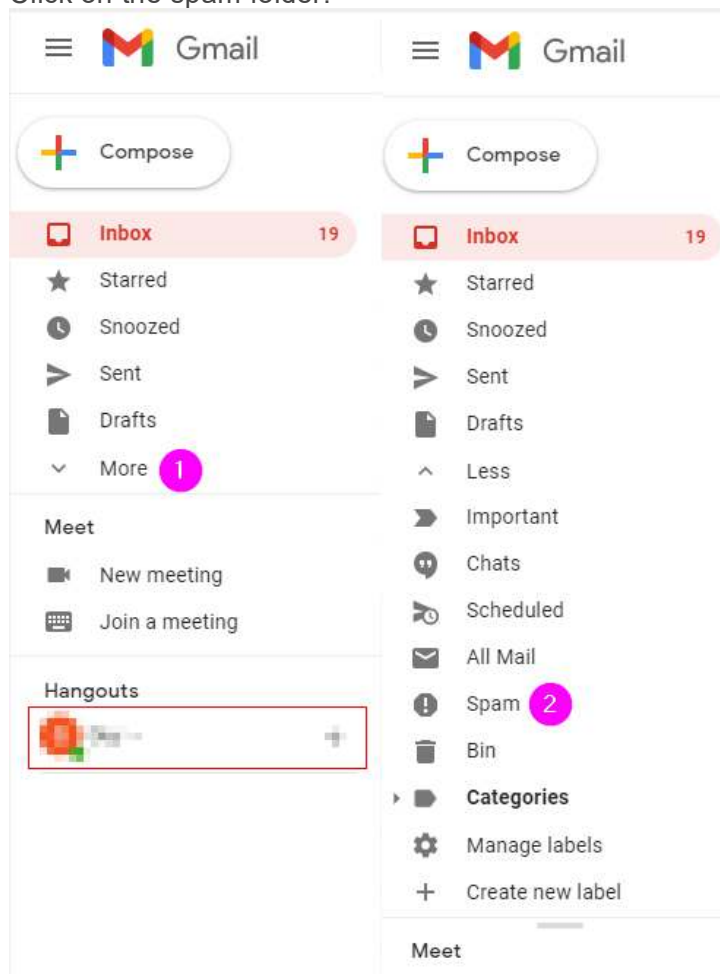 Click on the spam folder.
Gmail
Compose
Inbox 19
Starred
Snoozed
Sent
Drafts
More 1
Meet
New meeting
Join a meeting
Hangouts
Gmail
Compose
Inbox 19
Starred
Snoozed
Sent
Drafts
Less
Important
Chats
Scheduled
All Mail
Spam 2
Bin
Categories
Manage labels
Create new label
Meet